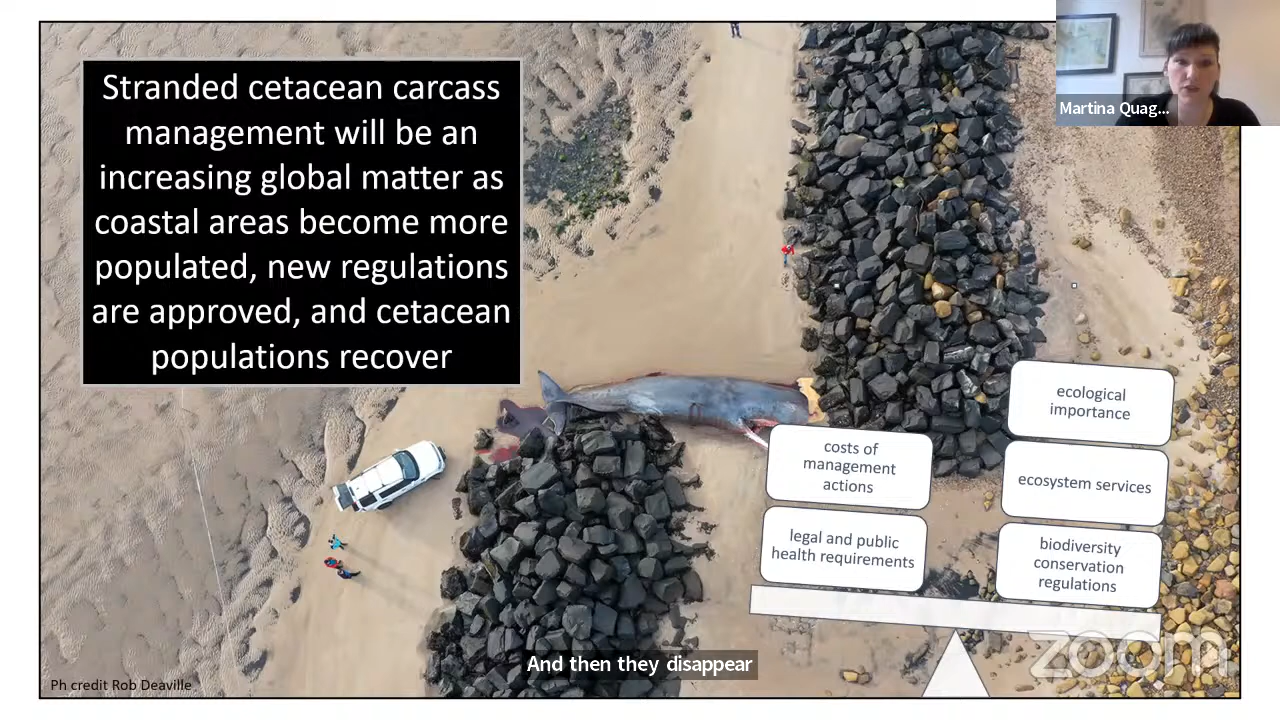 Stranded cetacean carcass
management will be an
increasing global matter as
coastal areas become more
populated, new regulations
are approved, and cetacean
populations recover
Martina Quag...
ecological
importance
costs of
management
actions
ecosystem services
legal and public
health requirements
biodiversity
conservation
regulations
And then they disappear
zoom
Ph credit Rob Deaville